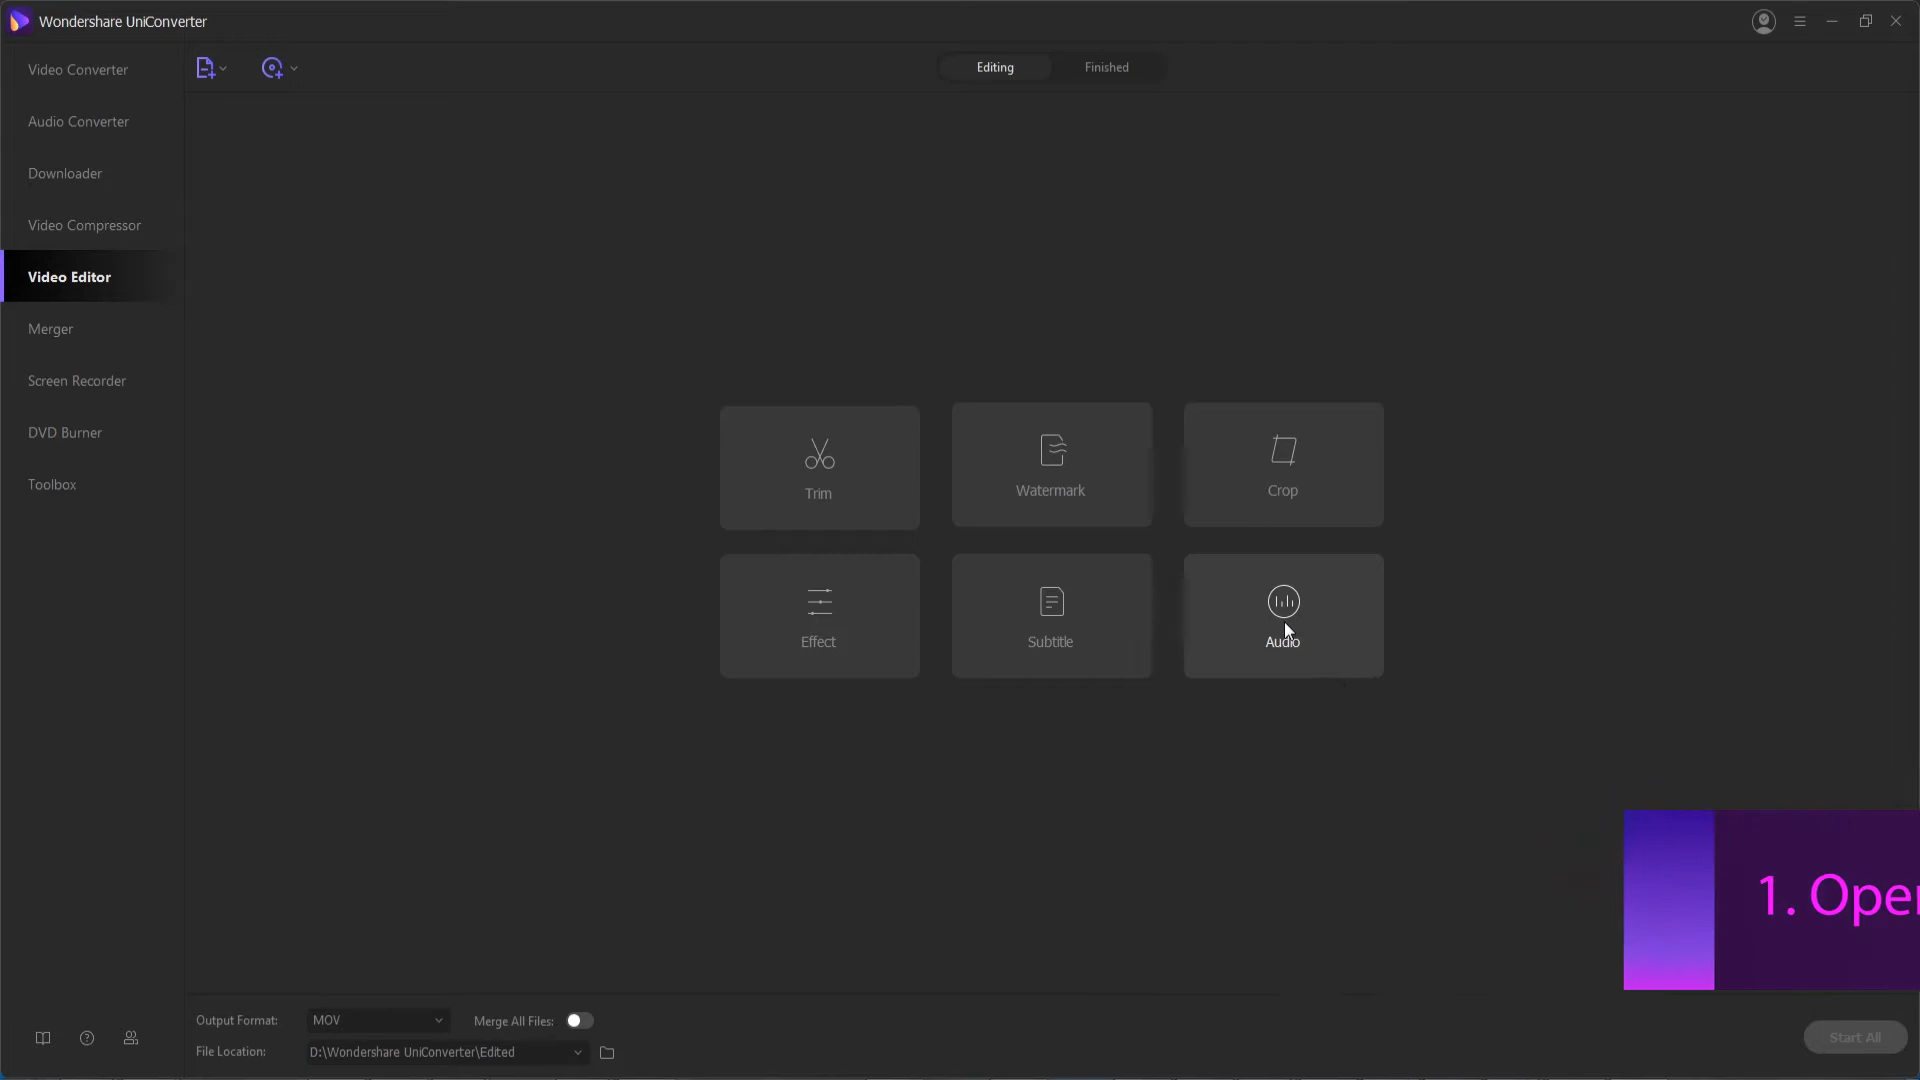 Wondershare UniConverter
Video Converter
Audio Converter
Downloader
Video Compressor
Video Editor
Merger
Screen Recorder
DVD Burner
Toolbox
Editing
Finished
Trim
Watermark
Crop
Effect
Subtitle
Audio
1. Open
Output Format:
MOV
Merge All Files:
File Location:
D:\Wondershare UniConverter\Edited
Start All